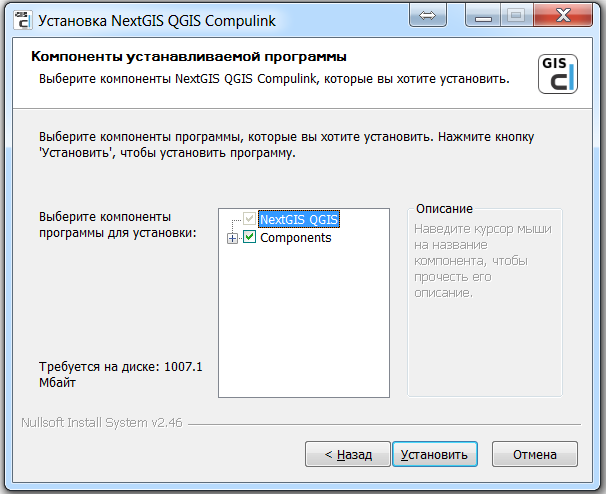 Установка NextGIS QGIS Compulink
Компоненты устанавливаемой программы
Выберите компоненты NextGIS QGIS Compulink, которые вы хотите установить.
GIS
Выберите компоненты программы, которые вы хотите установить. Нажмите кнопку
'Установить', чтобы установить программу.
Выберите компоненты
программы для установки:
NextGIS QGIS
Components
Описание
Наведите курсор мыши
на название
компонента, чтобы
прочесть его
описание.
Требуется на диске: 1007.1
Мбайт
Nullsoft Install System v2.46
< Назад
Установить
Отмена